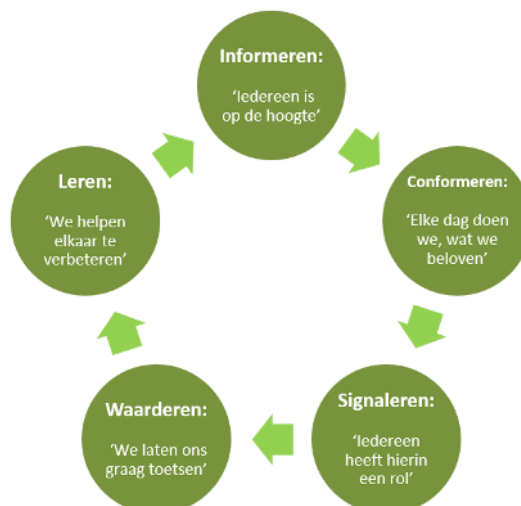 Informeren:
‘Iedereen is
op de hoogte’
Conformeren:
‘Elke dag doen
we, wat we
beloven’
Signaleren:
‘Iedereen
heeft hierin
een rol’
Waarderen:
‘We laten ons
graag toetsen’
Leren:
‘We helpen
elkaar te
verbeteren’